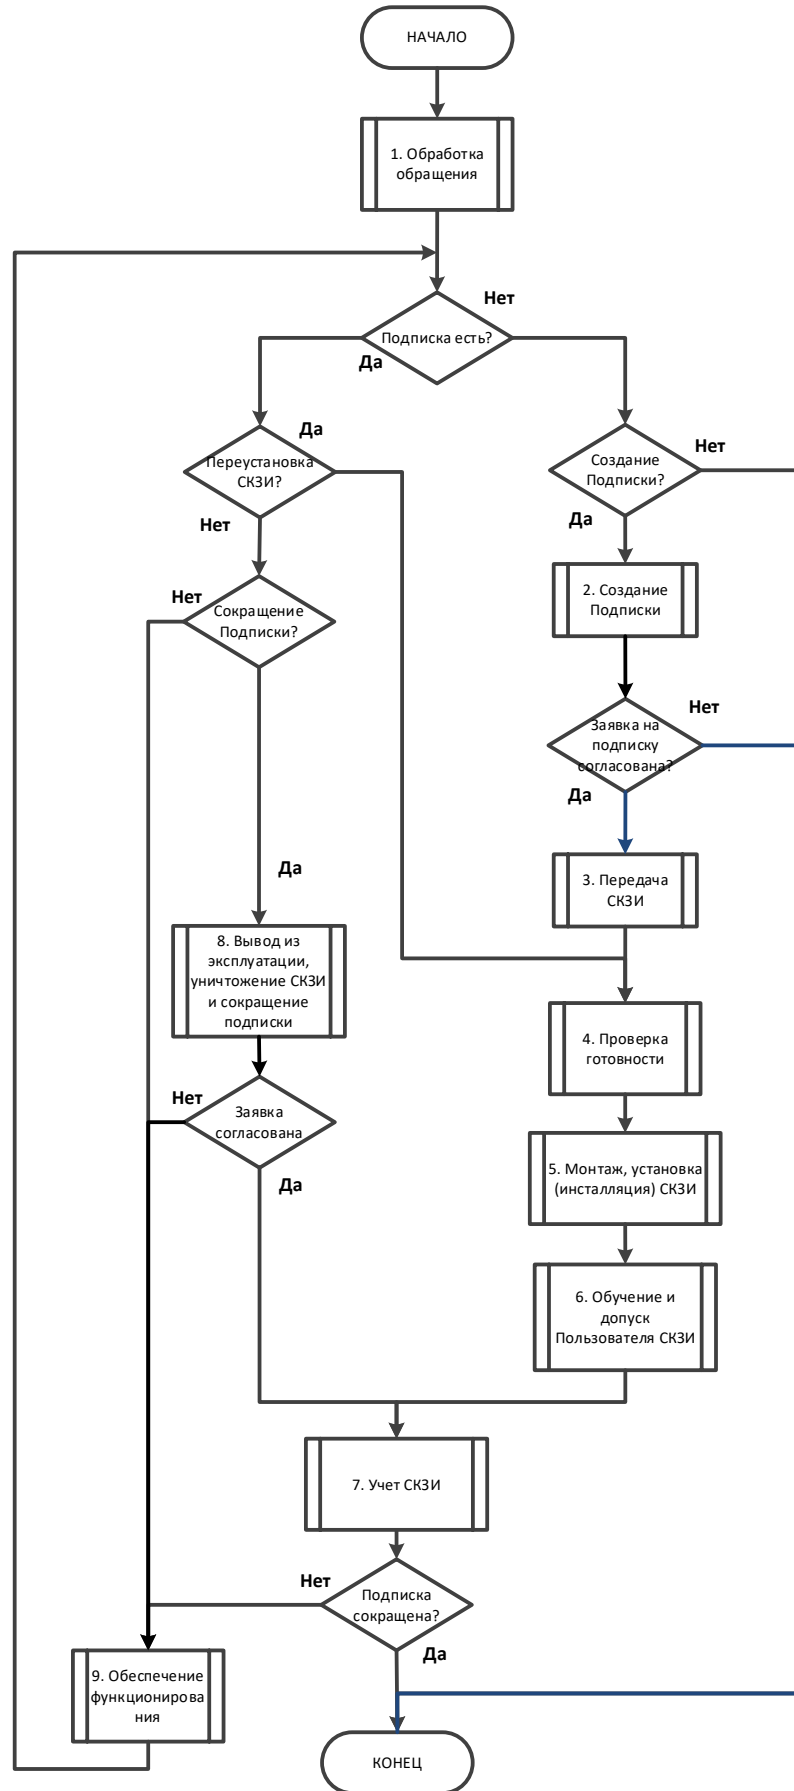 НАЧАЛО
1. Обработка
обращения
Нет
Подписка есть?
Да
Да
Переустановка
СКЗИ?
Нет
Создание
Подписки?
Нет
Да
Нет
Сокращение
Подписки?
2. Создание
Подписки
Нет
Заявка на
подписку
согласована?
Да
Да
3. Передача
СКЗИ
8. Вывод из
эксплуатации,
уничтожение СКЗИ
и сокращение
подписки
4. Проверка
готовности
Нет
Заявка
согласована
Да
5. Монтаж, установка
(инсталляция) СКЗИ
6. Обучение и
допуск
Пользователя СКЗИ
7. Учет СКЗИ
Нет
Подписка
сокращена?
Да
9. Обеспечение
функционирова
ния
КОНЕЦ